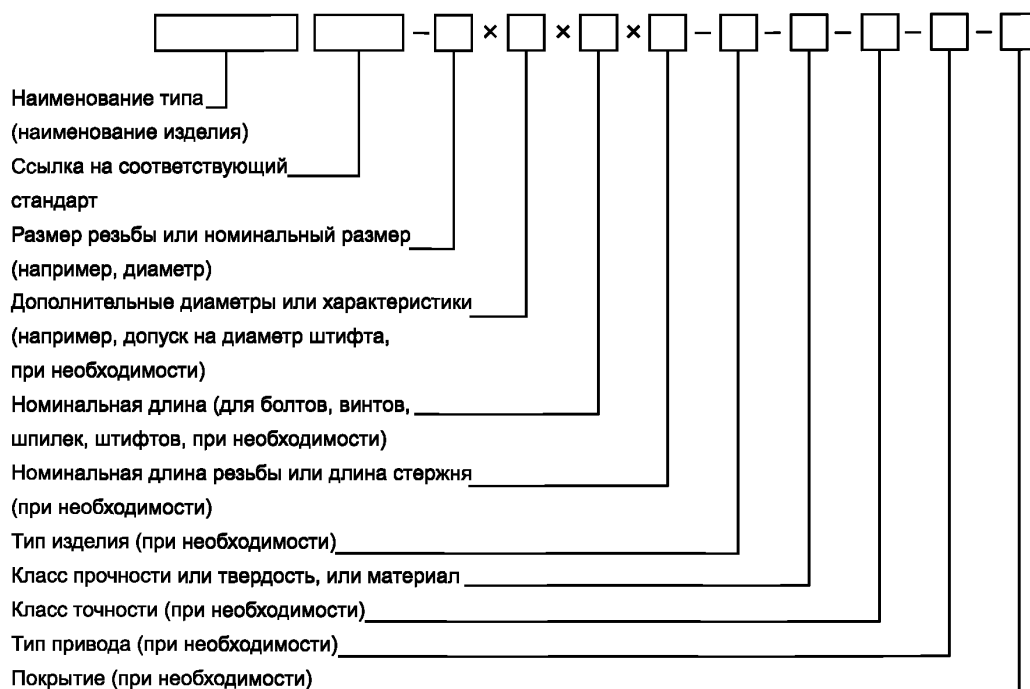 – × × × – – – – –
Наименование типа
(наименование изделия)
Ссылка на соответствующий
стандарт
Размер резьбы или номинальный размер
(например, диаметр)
Дополнительные диаметры или характеристики
(например, допуск на диаметр штифта,
при необходимости)
Номинальная длина (для болтов, винтов,
шпилек, штифтов, при необходимости)
Номинальная длина резьбы или длина стержня
(при необходимости)
Тип изделия (при необходимости)
Класс прочности или твердость, или материал
Класс точности (при необходимости)
Тип привода (при необходимости)
Покрытие (при необходимости)